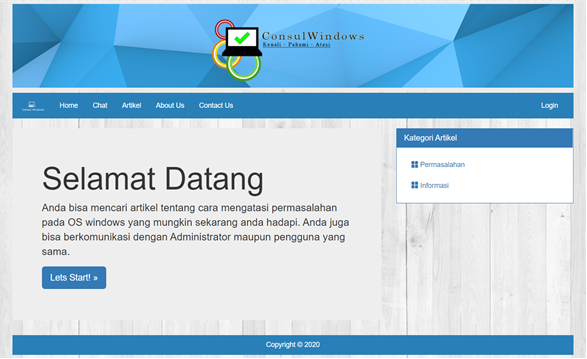 ConsulWindows
Kenali - Pahami - Atasi
Home Chat Artikel About Us Contact Us Login
Kategori Artikel
Permasalahan
Informasi
Selamat Datang
Anda bisa mencari artikel tentang cara mengatasi permasalahan
pada OS windows yang mungkin sekarang anda hadapi. Anda juga
bisa berkomunikasi dengan Administrator maupun pengguna yang
sama.
Lets Start! »
Copyright © 2020